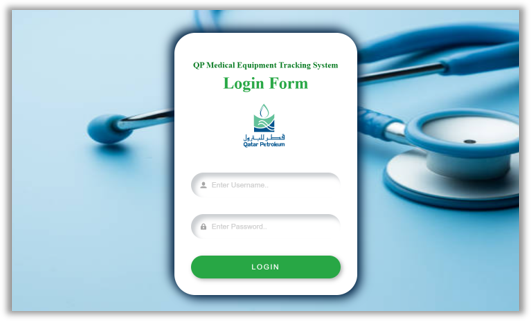 QP Medical Equipment Tracking System
Login Form
قطر للبترول
Qatar Petroleum
Enter Username..
Enter Password..
LOGIN